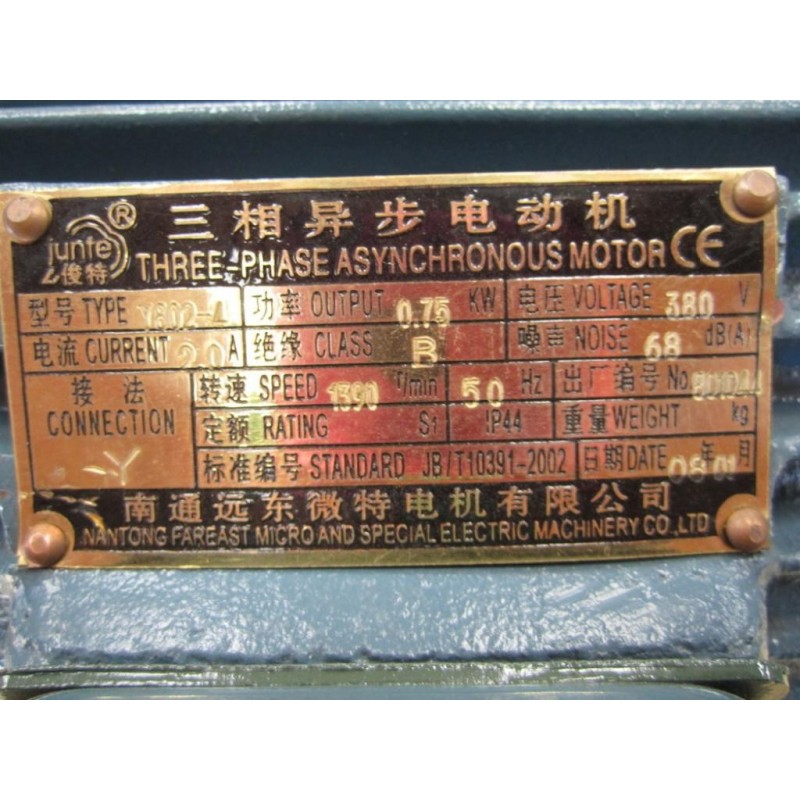 junte ®
俊特
三相异步电动机
THREE-PHASE ASYNCHRONOUS MOTOR CE
型号 TYPE Y802-4 功率 OUTPUT 0.75 KW 电压 VOLTAGE 380 V
电流 CURRENT 2.0 A 绝缘 CLASS B 噪声 NOISE 68 dB(A)
接法 转速 SPEED 1390 r/min 50 Hz 出厂编号 No.
CONNECTION 定额 RATING S1 IP44 重量 WEIGHT kg
Y 标准编号 STANDARD JB/T10391-2002 日期 DATE 08 年 01 月
南通远东微特电机有限公司
NANTONG FAREAST MICRO AND SPECIAL ELECTRIC MACHINERY CO.,LTD